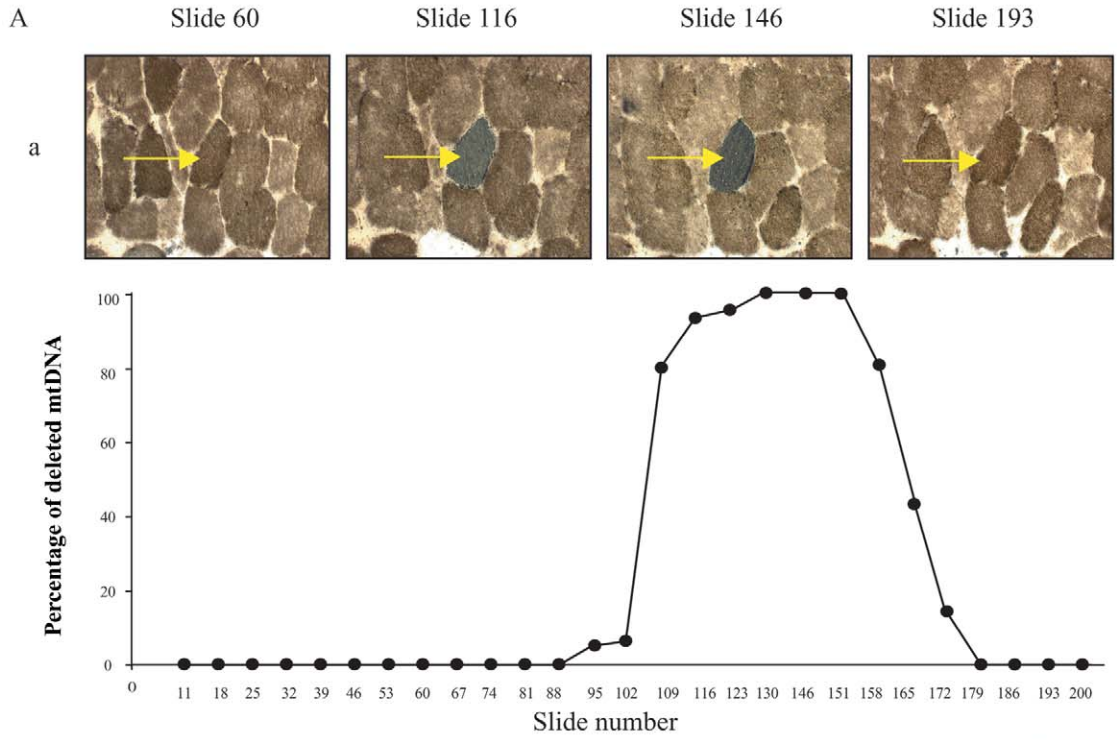 A
Slide 60 Slide 116 Slide 146 Slide 193
a
Percentage of deleted mtDNA
100
80
60
40
20
0
0 11 18 25 32 39 46 53 60 67 74 81 88 95 102 109 116 123 130 146 151 158 165 172 179 186 193 200
Slide number